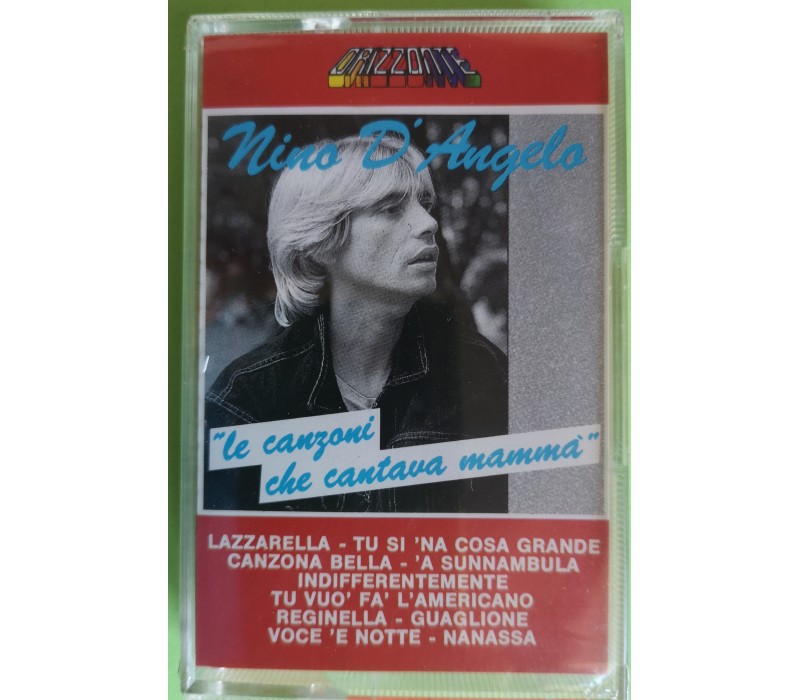 ORIZZONTE
Nino D'Angelo
"le canzoni
che cantava mammà"
LAZZARELLA - TU SI 'NA COSA GRANDE
CANZONA BELLA - 'A SUNNAMBULA
INDIFFERENTEMENTE
TU VUO' FA' L'AMERICANO
REGINELLA - GUAGLIONE
VOCE 'E NOTTE - NANASSA